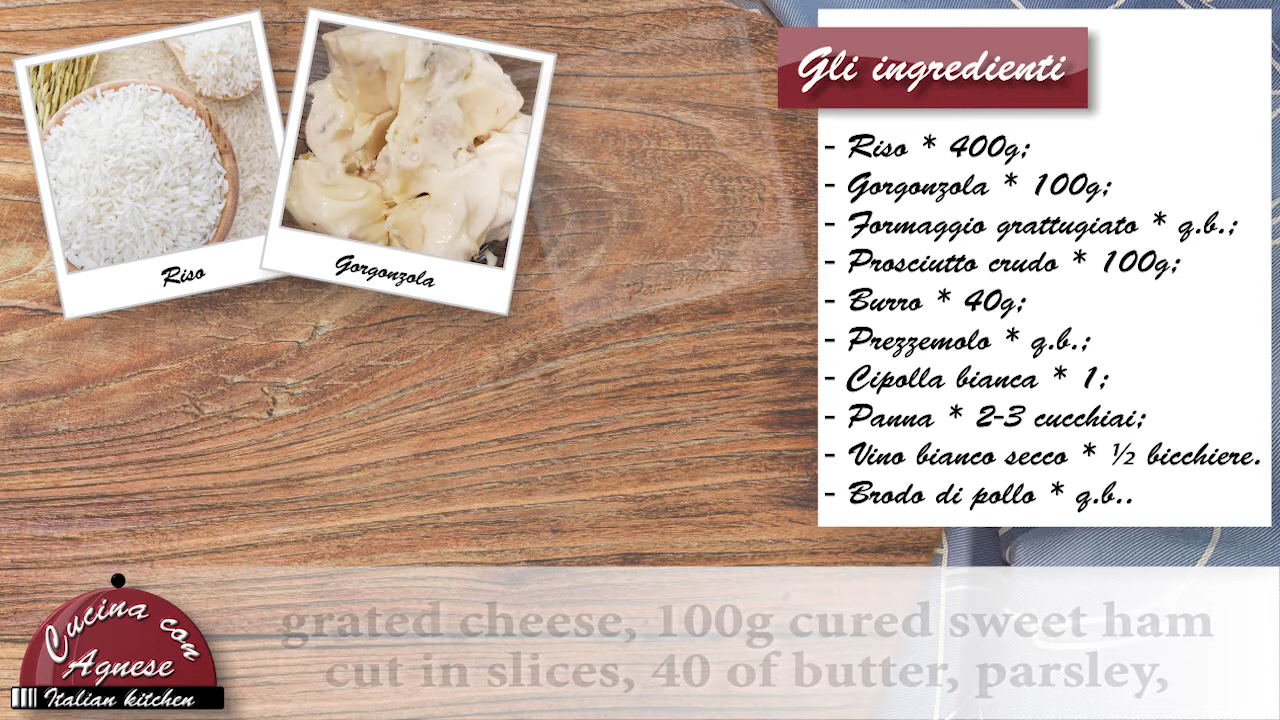 Gli ingredienti
- Riso * 400g;
- Gorgonzola * 100g;
- Formaggio grattugiato * q.b.;
- Prosciutto crudo * 100g;
- Burro * 40g;
- Prezzemolo * q.b.;
- Cipolla bianca * 1;
- Panna * 2-3 cucchiai;
- Vino bianco secco * ½ bicchiere.
- Brodo di pollo * q.b..
Riso
Gorgonzola
grated cheese, 100g cured sweet ham
cut in slices, 40 of butter, parsley,
Cucina con
Agnese
Italian kitchen